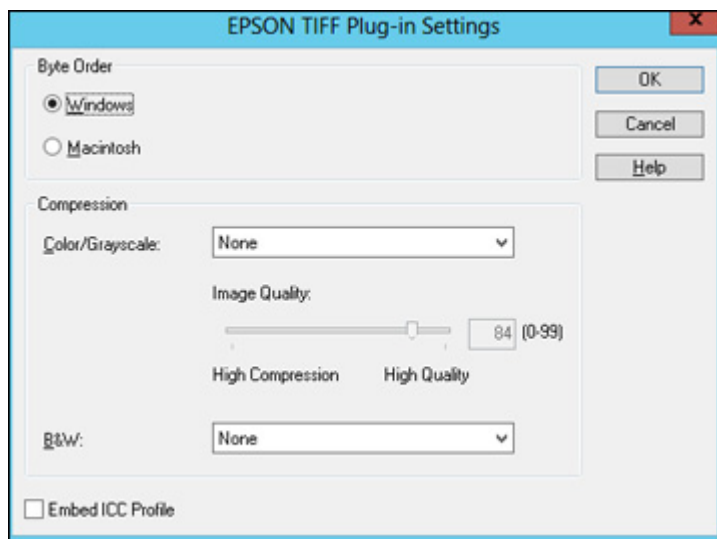 EPSON TIFF Plug-in Settings
x
Byte Order
Windows
Macintosh
OK
Cancel
Help
Compression
Color/Grayscale: None
Image Quality:
84 (0-99)
High Compression High Quality
B&W: None
Embed ICC Profile